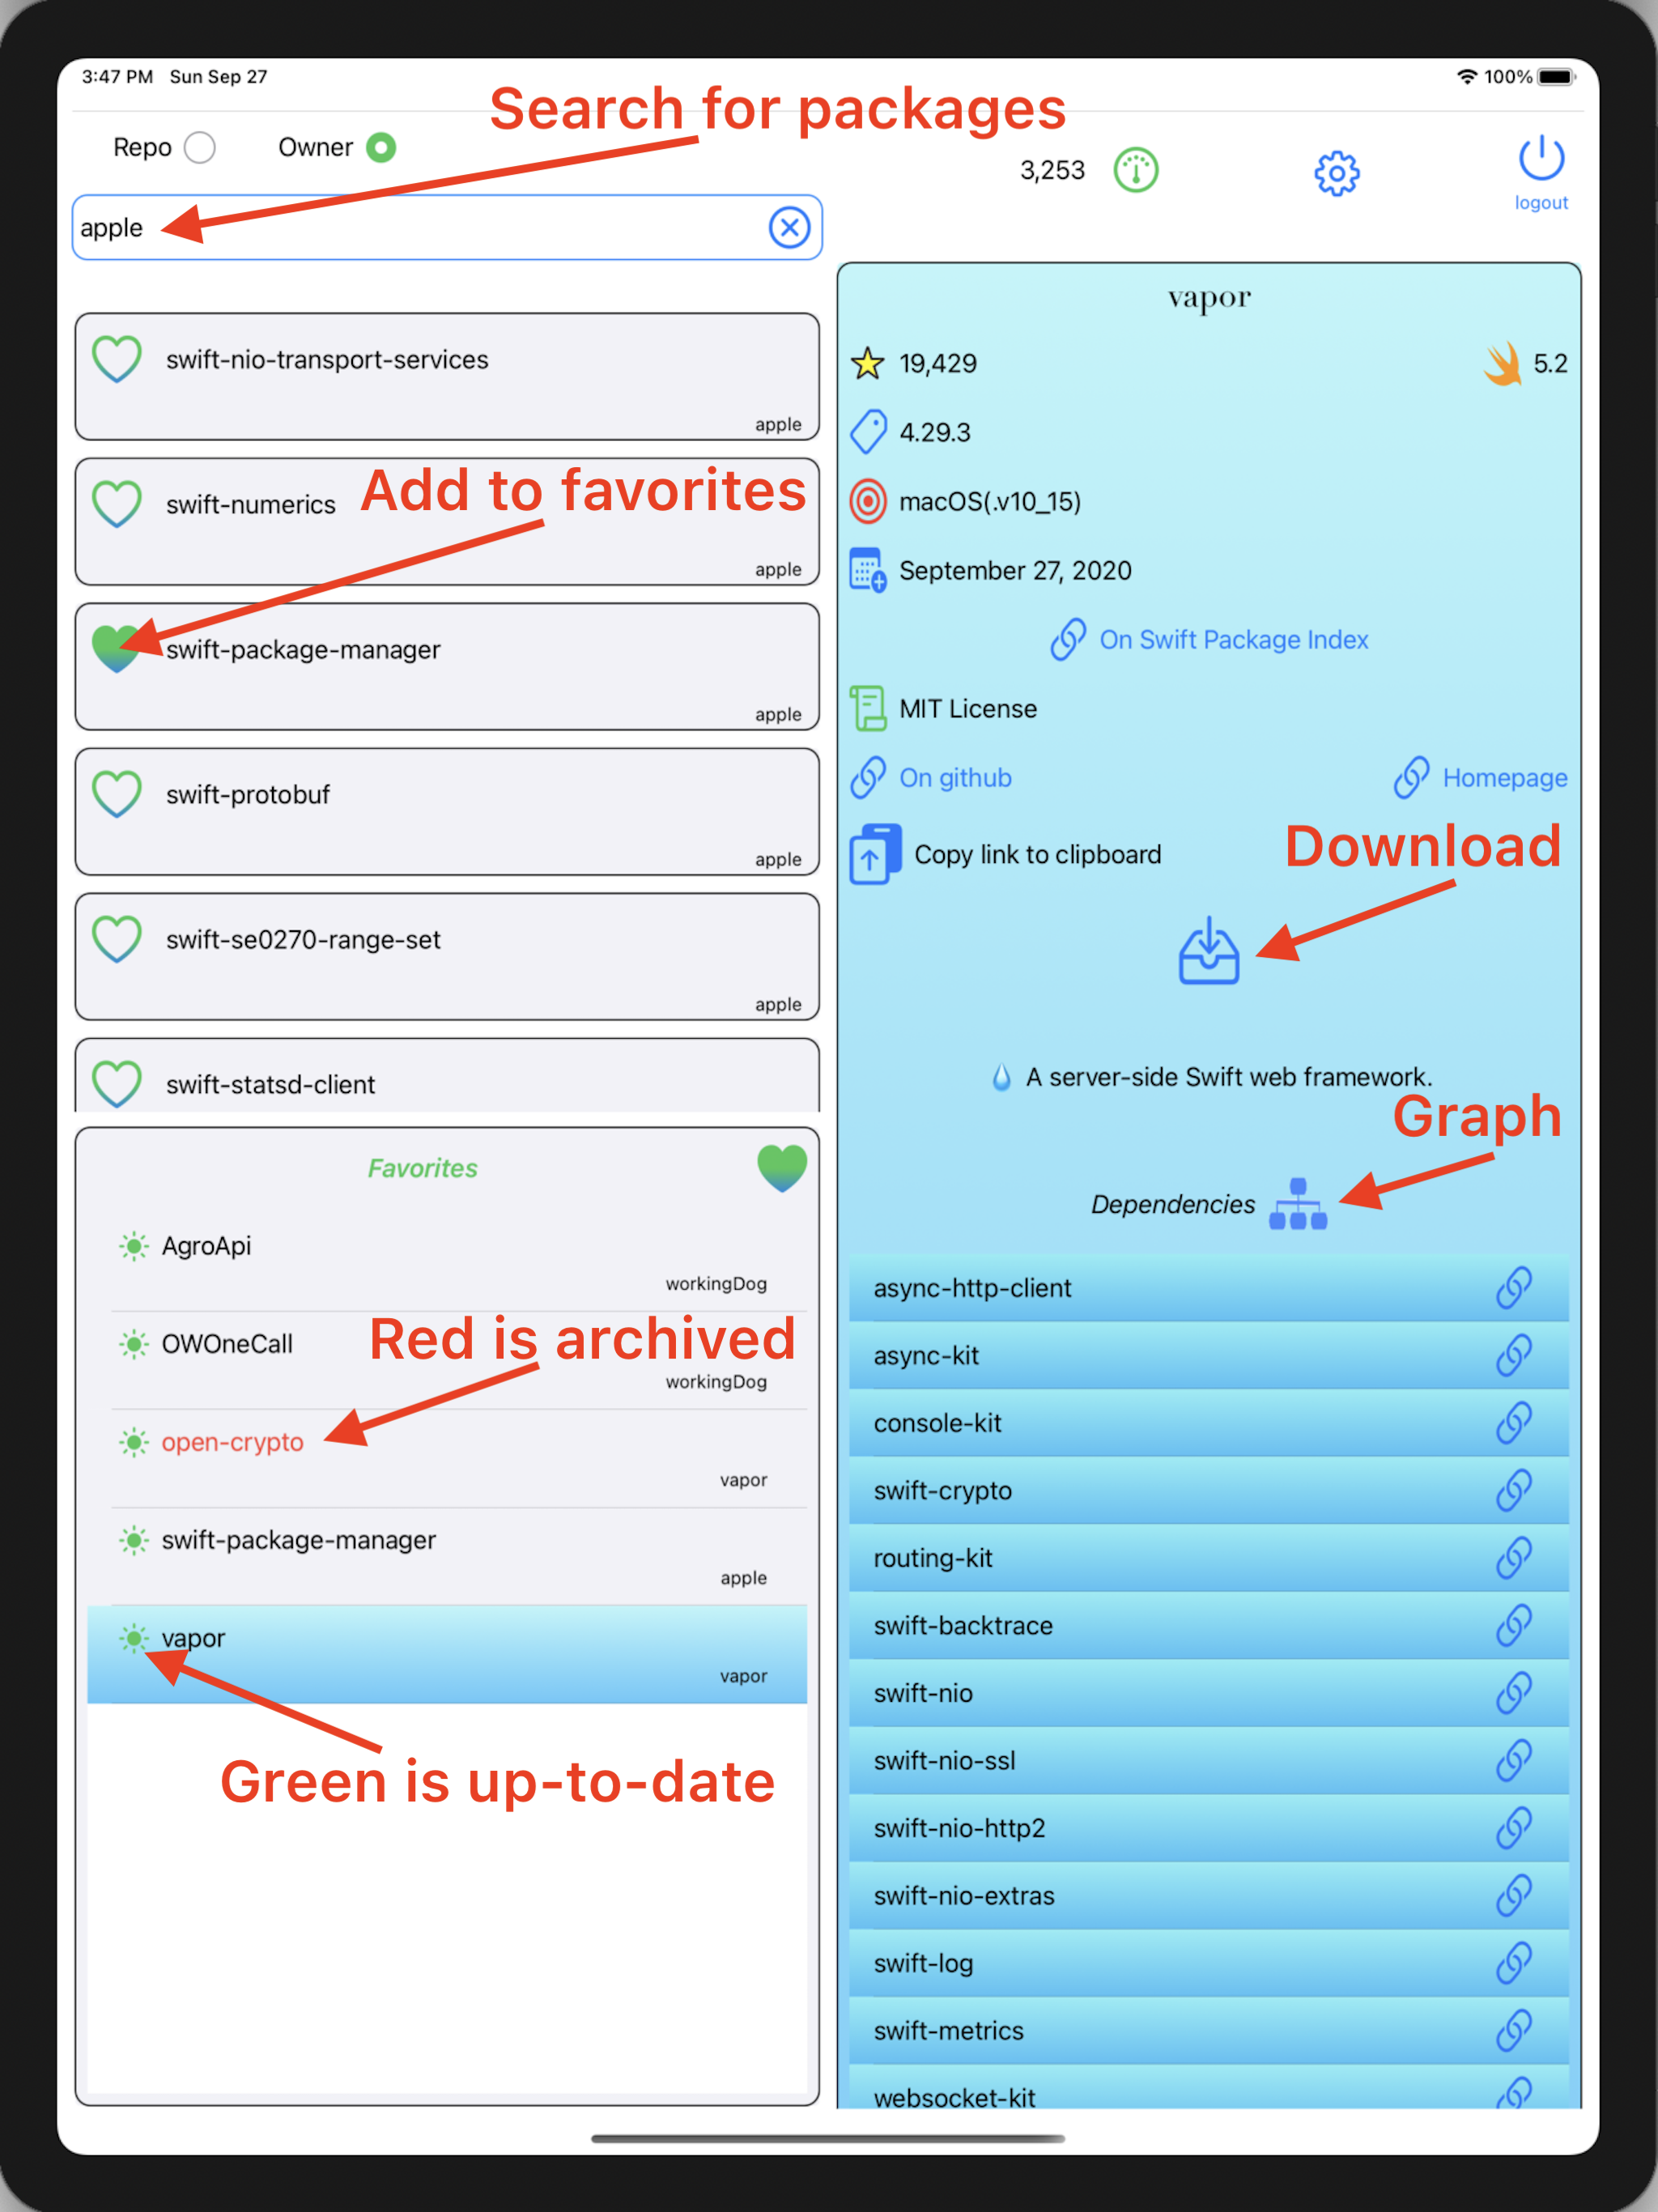 3:47 PM Sun Sep 27
100%
Search for packages
Repo
Owner
3,253
logout
apple
swift-nio-transport-services
apple
swift-numerics
apple
Add to favorites
swift-package-manager
apple
swift-protobuf
apple
swift-se0270-range-set
apple
swift-statsd-client
Favorites
AgroApi
workingDog
OWOneCall
workingDog
Red is archived
open-crypto
vapor
swift-package-manager
apple
vapor
vapor
Green is up-to-date
vapor
19,429
5.2
4.29.3
macOS(.v10_15)
September 27, 2020
On Swift Package Index
MIT License
On github
Homepage
Copy link to clipboard
Download
A server-side Swift web framework.
Graph
Dependencies
async-http-client
async-kit
console-kit
swift-crypto
routing-kit
swift-backtrace
swift-nio
swift-nio-ssl
swift-nio-http2
swift-nio-extras
swift-log
swift-metrics
websocket-kit